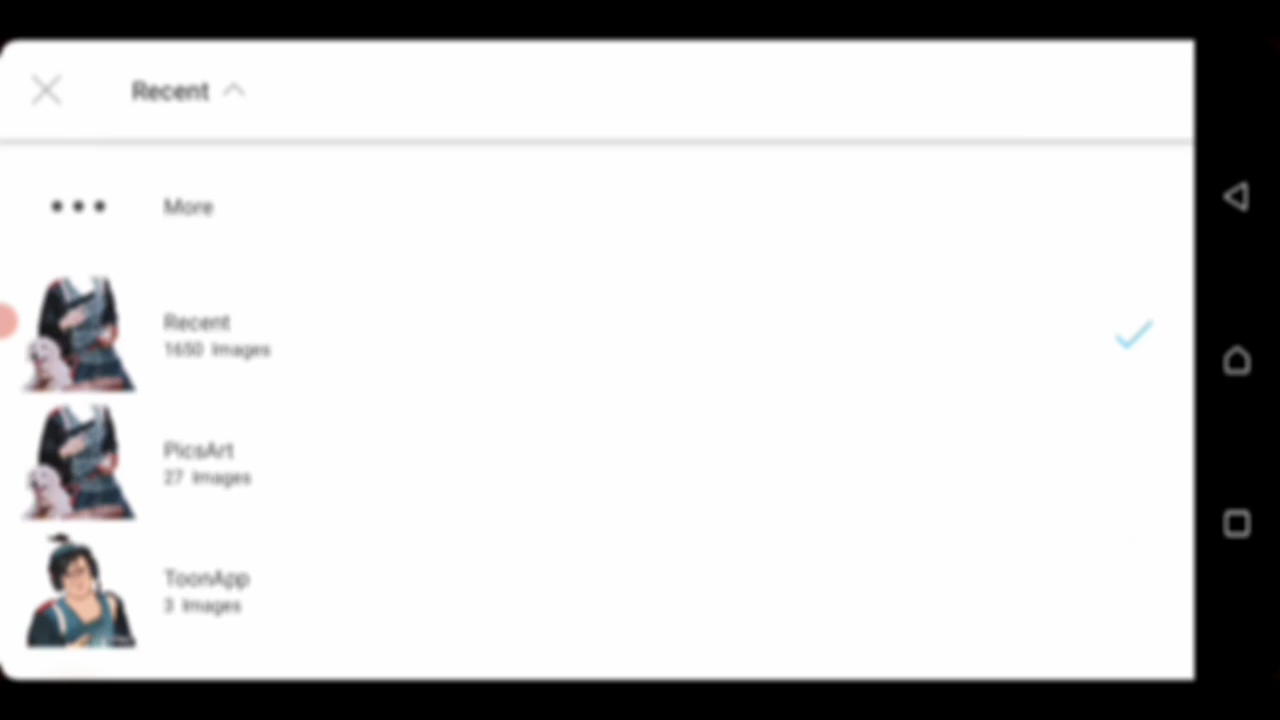 Recent
More
Recent
1650 Images
PicsArt
27 Images
ToonApp
3 Images